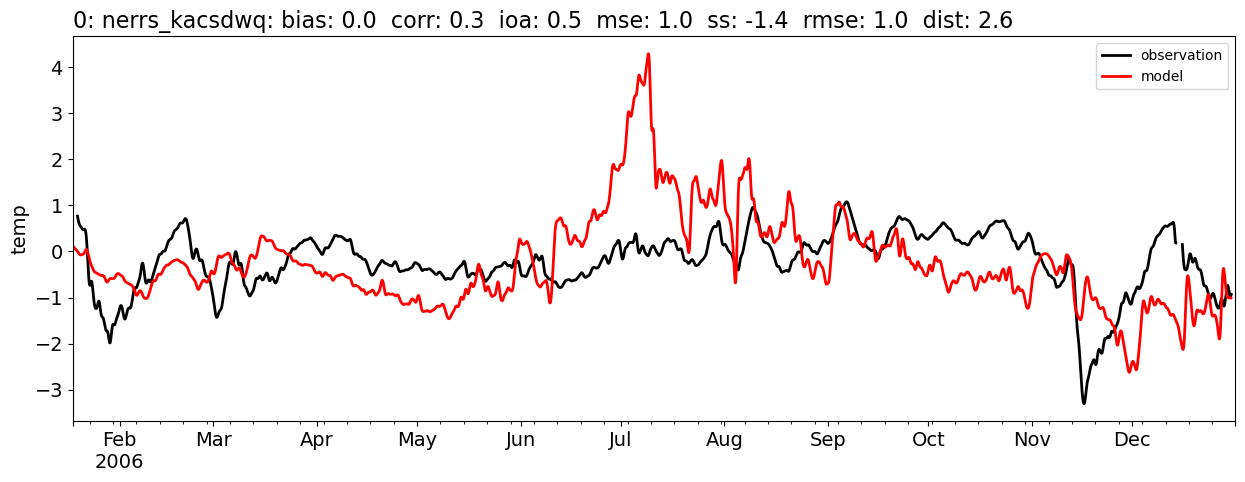 0: nerrs_kacsdwq: bias: 0.0  corr: 0.3  ioa: 0.5  mse: 1.0  ss: -1.4  rmse: 1.0  dist: 2.6
observation
model
temp
4
3
2
1
0
−1
−2
−3
Feb Mar Apr May Jun Jul Aug Sep Oct Nov Dec
2006